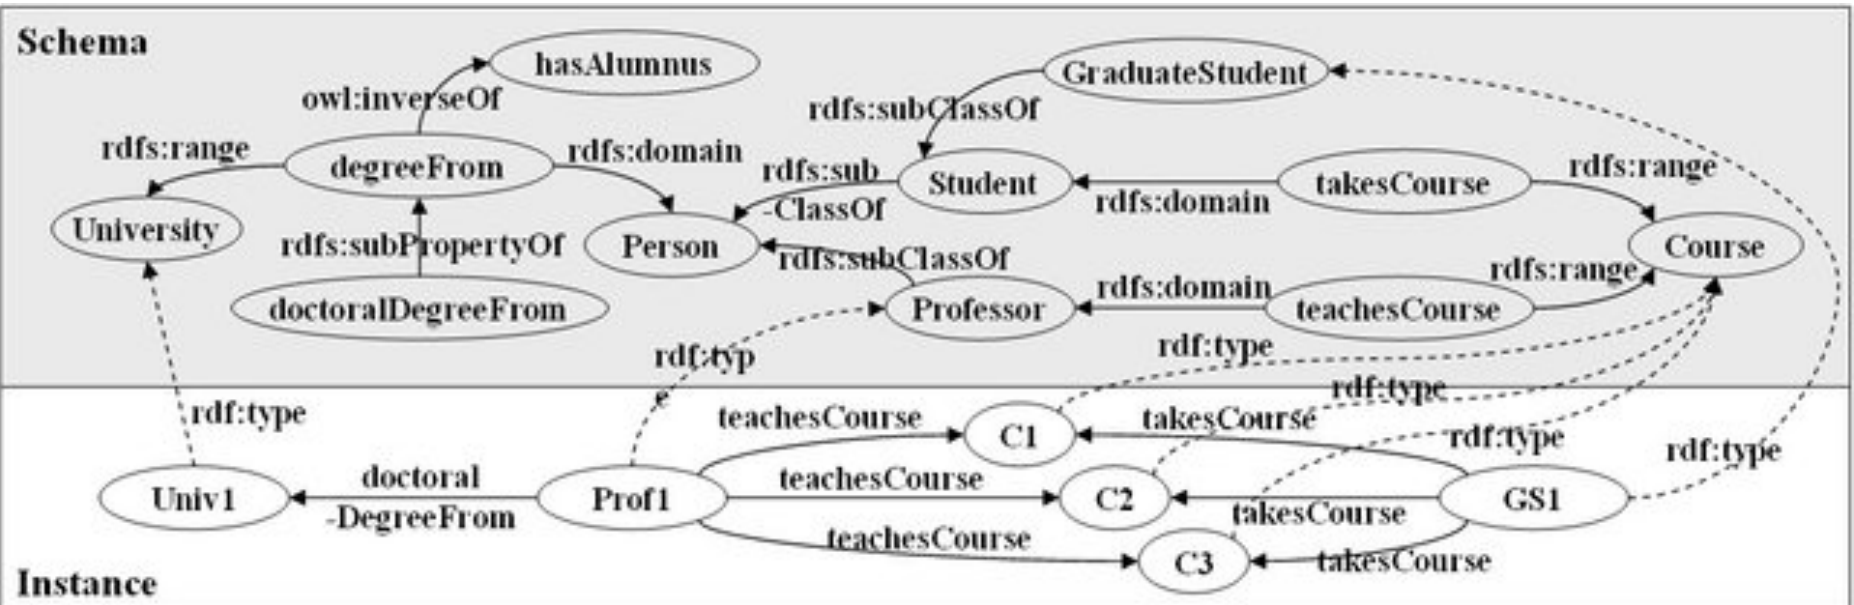 Schema
hasAlumnus
GraduateStudent
owl:inverseOf
rdfs:subClassOf
rdfs:range
degreeFrom
rdfs:domain
rdfs:sub
-ClassOf
Student
takesCourse
rdfs:range
rdfs:domain
University
rdfs:subPropertyOf
Person
rdfs:subClassOf
Course
rdfs:range
doctoralDegreeFrom
Professor
rdfs:domain
teachesCourse
rdf:typ
e
rdf:type
rdf:type
rdf:type
teachesCourse
C1
takesCourse
rdf:type
rdf:type
Univ1
doctoral
-DegreeFrom
Prof1
teachesCourse
C2
takesCourse
GS1
teachesCourse
C3
takesCourse
Instance